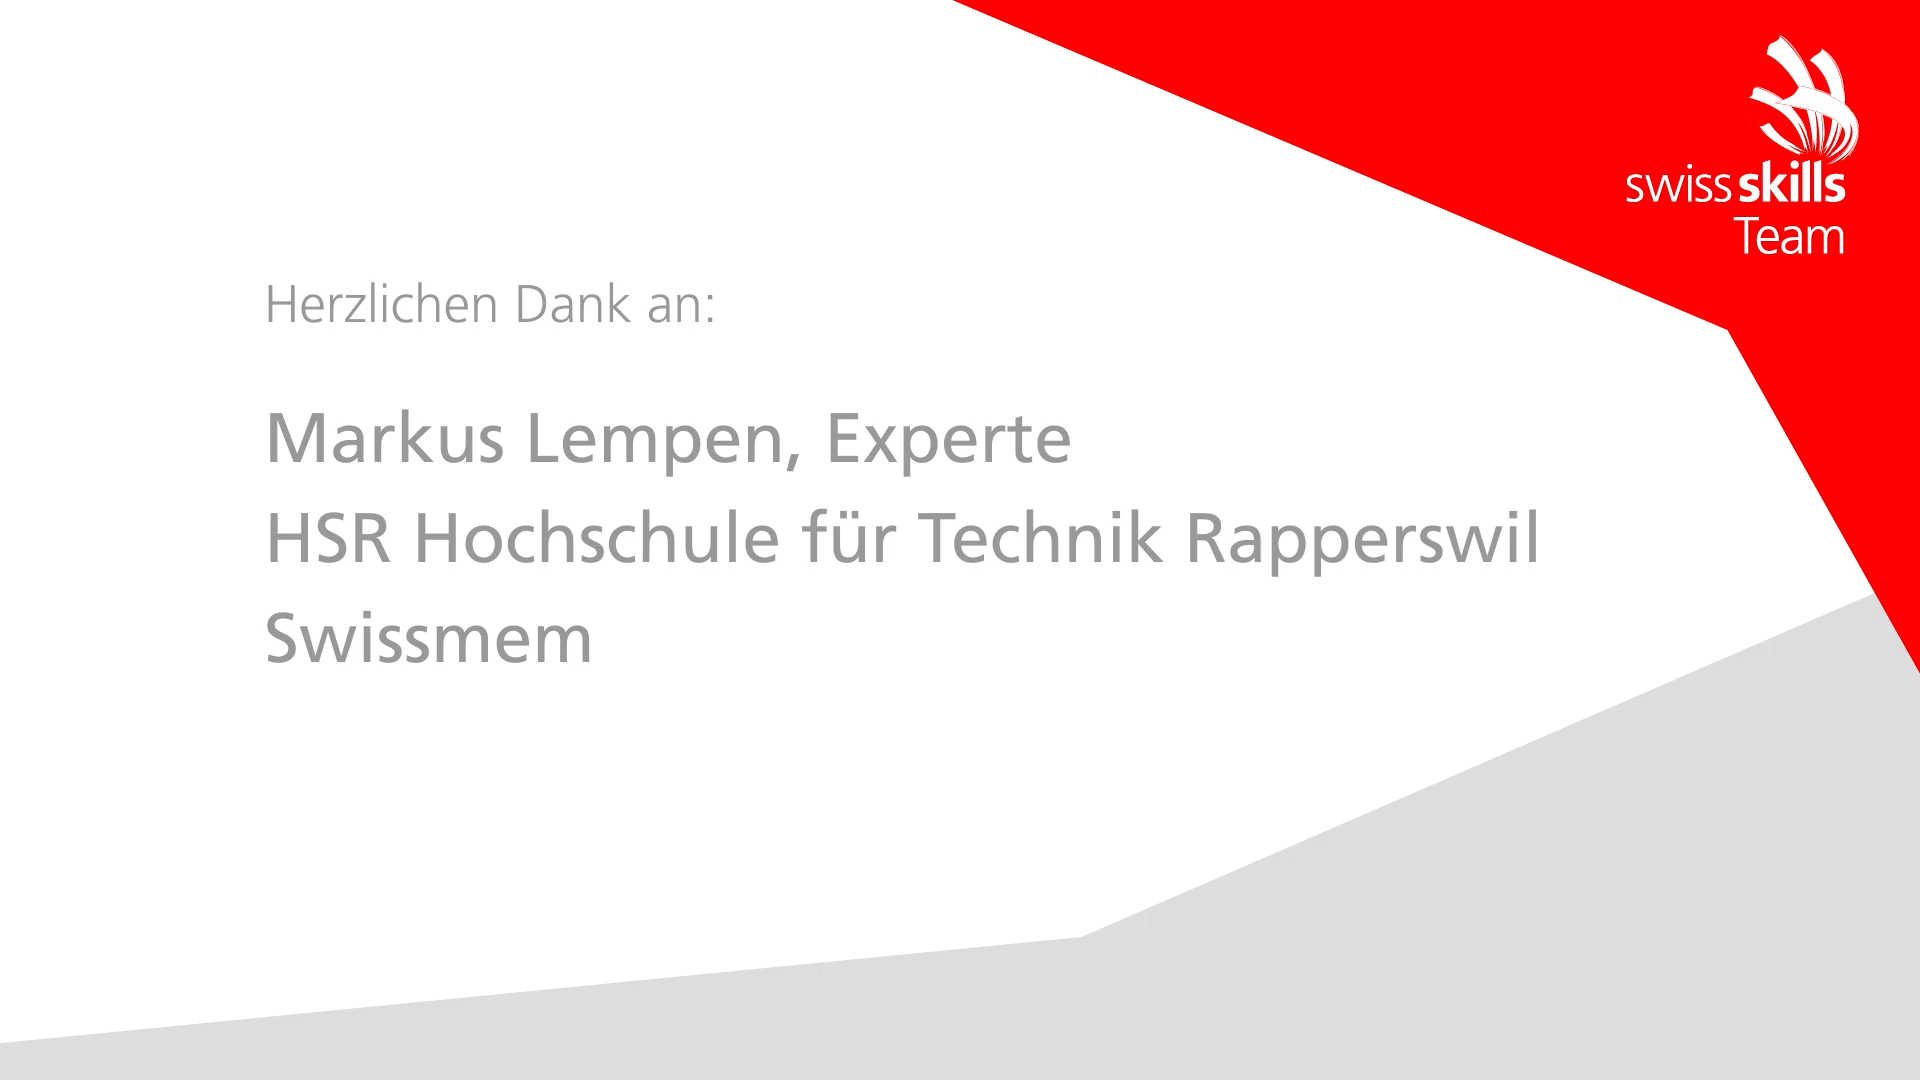 swiss skills
Team
Herzlichen Dank an:
Markus Lempen, Experte
HSR Hochschule für Technik Rapperswil
Swissmem